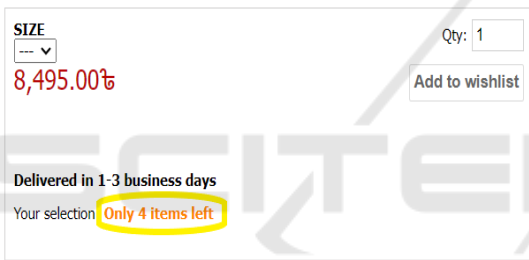 SIZE
Qty: 1
---
8,495.00৳
Add to wishlist
Delivered in 1-3 business days
Your selection Only 4 items left
SCITE